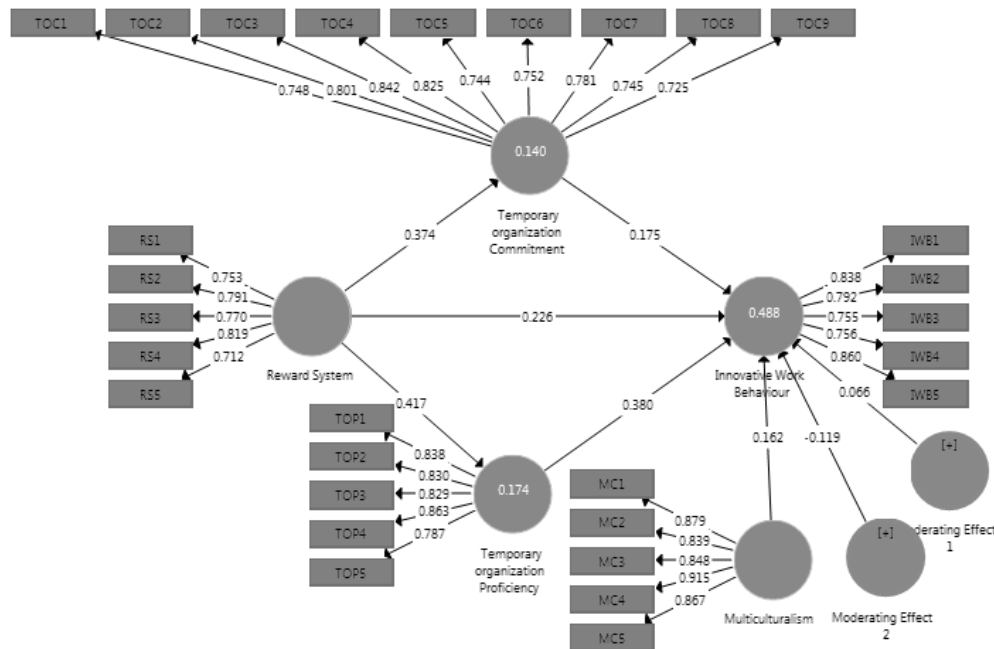 TOC1 TOC2 TOC3 TOC4 TOC5 TOC6 TOC7 TOC8 TOC9
0.748 0.801 0.842 0.825 0.744 0.752 0.781 0.745 0.725
0.140
Temporary
organization
Commitment
0.374
0.175
RS1
RS2
RS3
RS4
RS5
0.753
0.791
0.770
0.819
0.712
Reward System
0.226
0.488
Innovative Work
Behaviour
IWB1
IWB2
IWB3
IWB4
IWB5
0.838
0.792
0.755
0.756
0.860
0.417
0.380
0.162
-0.119
0.066
TOP1
TOP2
TOP3
TOP4
TOP5
0.838
0.830
0.829
0.863
0.787
0.174
Temporary
organization
Proficiency
MC1
MC2
MC3
MC4
MC5
0.879
0.839
0.848
0.915
0.867
Multiculturalism
[+]
Moderating Effect
2
[+]
derating Effect
1